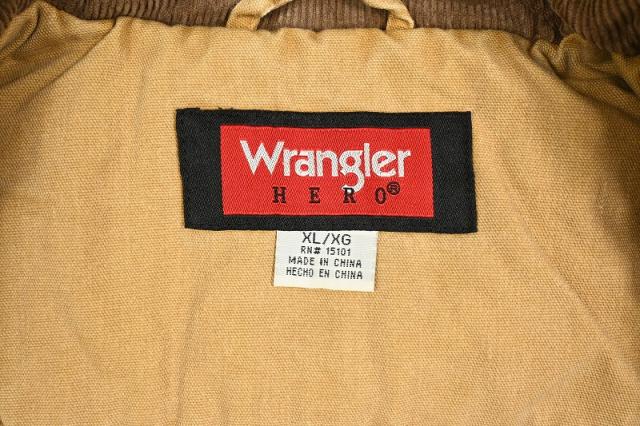 Wrangler
HERO®
XL/XG
RN# 15101
MADE IN CHINA
HECHO EN CHINA